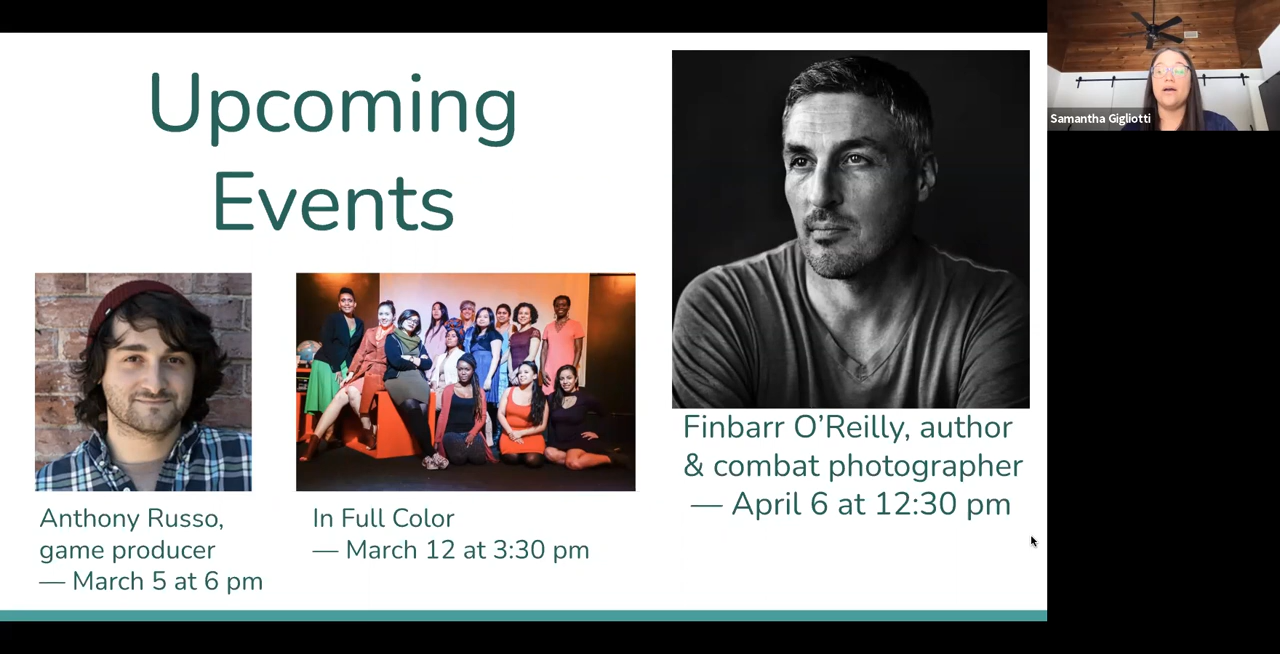 Upcoming
Events
Anthony Russo,
game producer
— March 5 at 6 pm
In Full Color
— March 12 at 3:30 pm
Finbarr O’Reilly, author
& combat photographer
— April 6 at 12:30 pm
Samantha Gigliotti